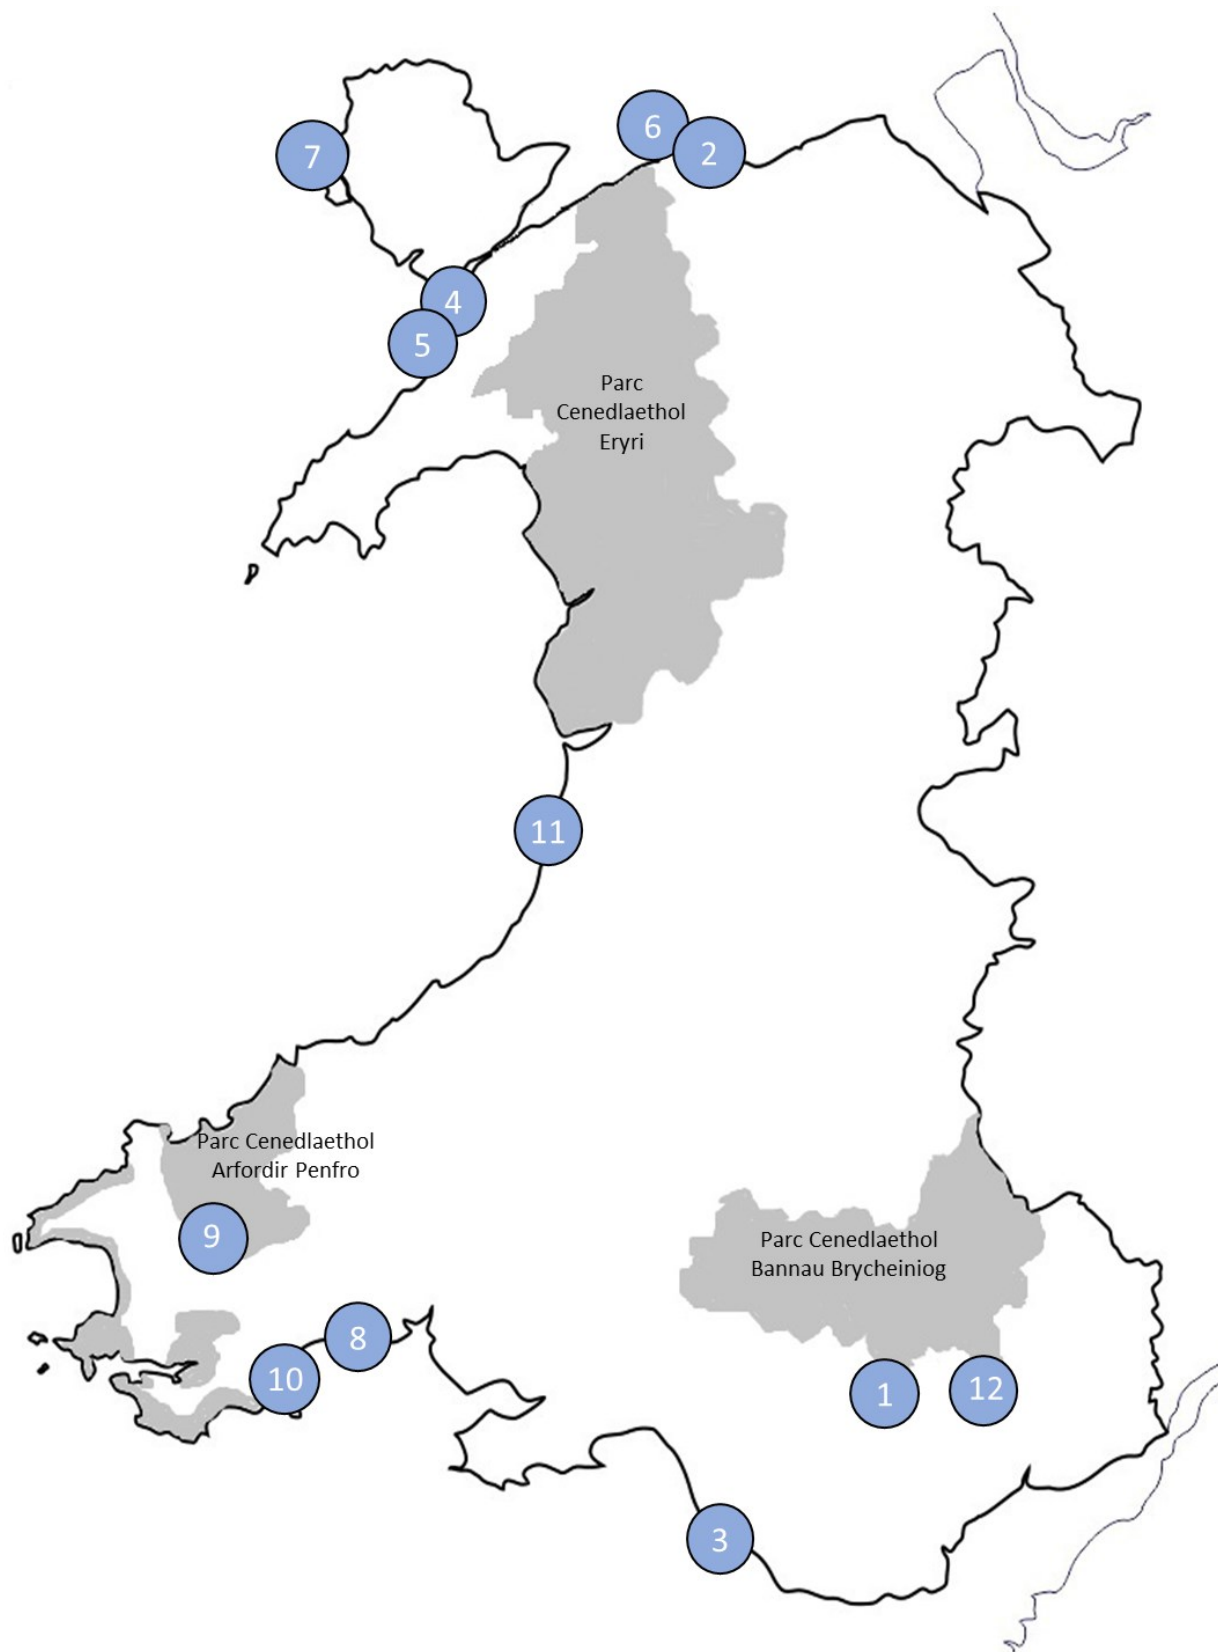 6
2
7
4
5
Parc
Cenedlaethol
Eryri
11
Parc Cenedlaethol
Arfordir Penfro
9
Parc Cenedlaethol
Bannau Brycheiniog
8
10
1
12
3